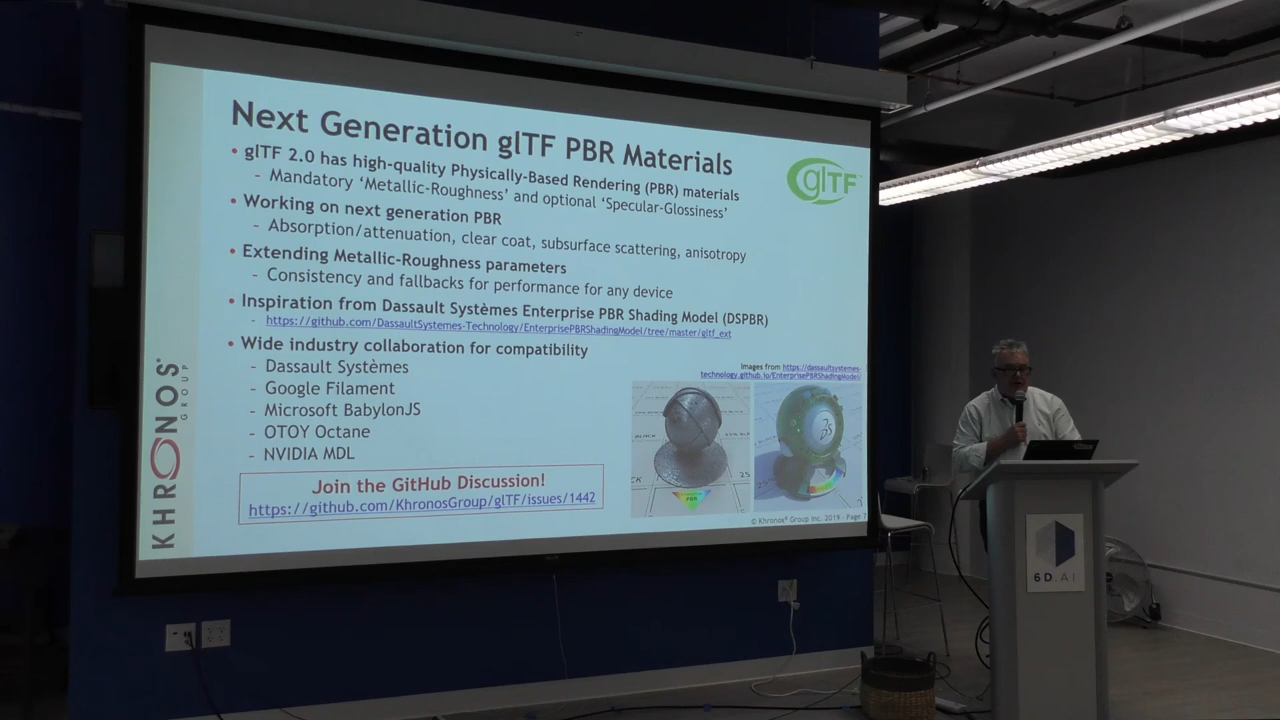 Next Generation glTF PBR Materials
• glTF 2.0 has high-quality Physically-Based Rendering (PBR) materials
- Mandatory ‘Metallic-Roughness’ and optional ‘Specular-Glossiness’
• Working on next generation PBR
- Absorption/attenuation, clear coat, subsurface scattering, anisotropy
• Extending Metallic-Roughness parameters
- Consistency and fallbacks for performance for any device
• Inspiration from Dassault Systèmes Enterprise PBR Shading Model (DSPBR)
- https://github.com/DassaultSystemes-Technology/EnterprisePBRShadingModel/tree/master/gltf_ext
• Wide industry collaboration for compatibility
- Dassault Systèmes
- Google Filament
- Microsoft BabylonJS
- OTOY Octane
- NVIDIA MDL
Join the GitHub Discussion!
https://github.com/KhronosGroup/glTF/issues/1442
glTF™
Images from https://dassaultsystemes-
technology.github.io/EnterprisePBRShadingModel/
PBR
© Khronos® Group Inc. 2019 - Page 7
KHRONOS®
GROUP
6D.AI